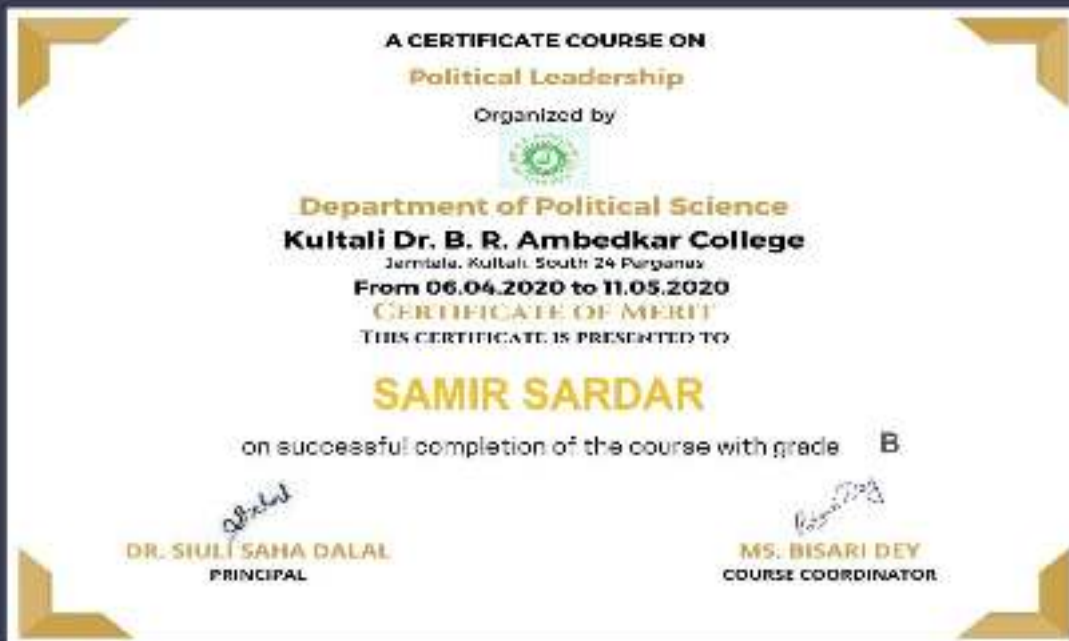 A CERTIFICATE COURSE ON
Political Leadership
Organized by
Department of Political Science
Kultali Dr. B. R. Ambedkar College
Jamtala, Kultali, South 24 Parganas
From 06.04.2020 to 11.05.2020
CERTIFICATE OF MERIT
THIS CERTIFICATE IS PRESENTED TO
SAMIR SARDAR
on successful completion of the course with grade B
DR. SIULI SAHA DALAL
PRINCIPAL
MS. BISARI DEY
COURSE COORDINATOR